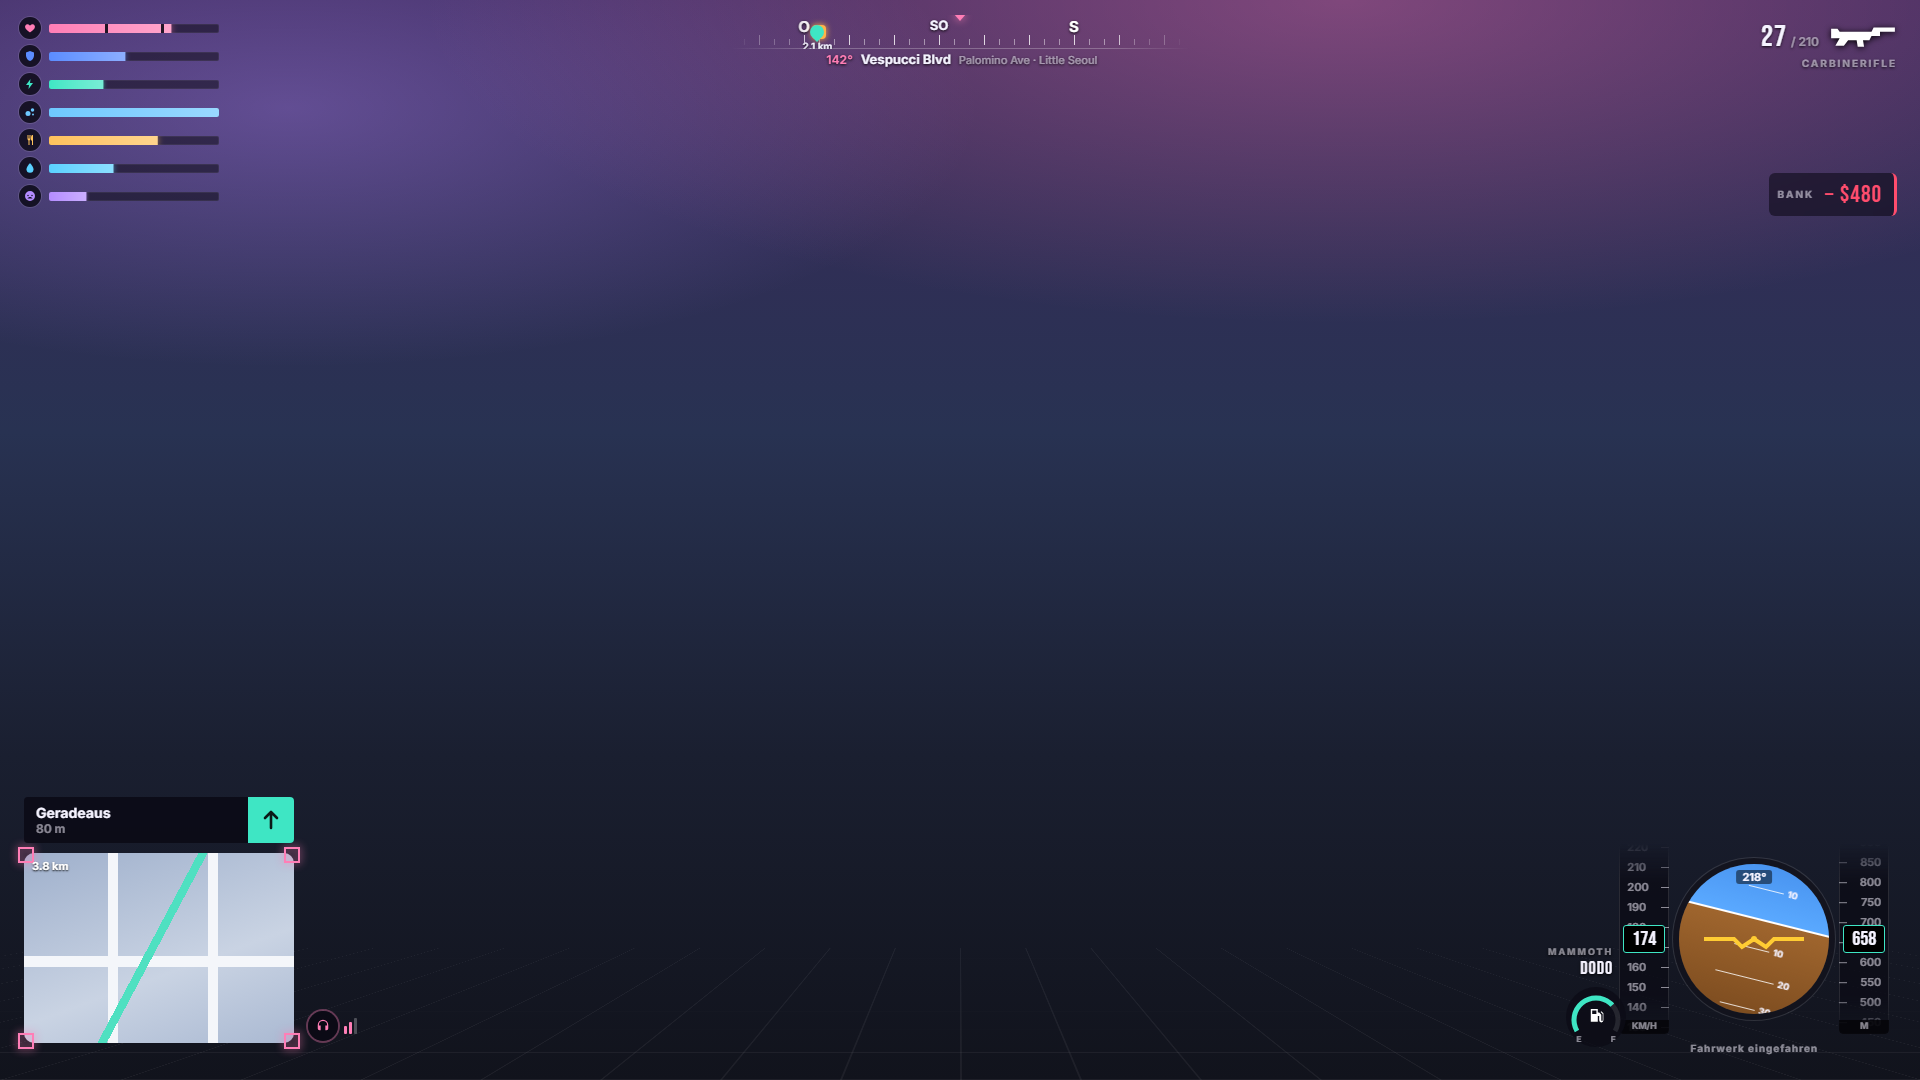 O SO S
2.1 km
142° Vespucci Blvd Palomino Ave · Little Seoul
27 / 210
CARBINERIFLE
BANK – $480
Geradeaus
80 m
3.8 km
MAMMOTH
DODO
E F
220
210
200
190
174
160
150
140
KM/H
218°
10
10
20
30
850
800
750
700
658
600
550
500
M
Fahrwerk eingefahren